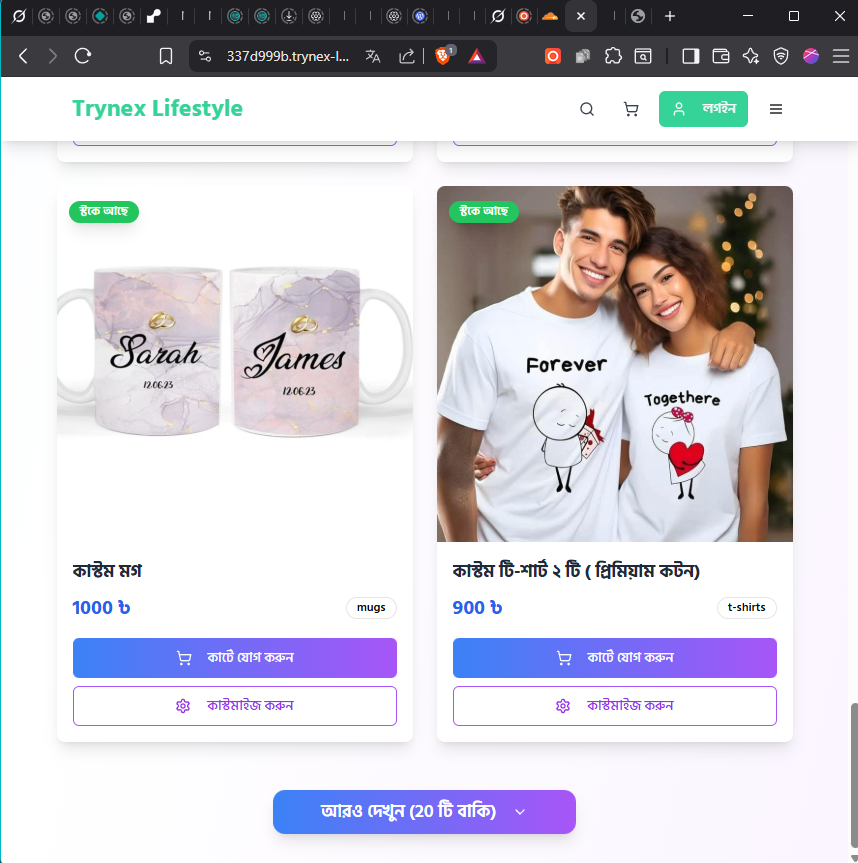 1
337d999b.trynex-l...
Trynex Lifestyle
লগইন
স্টকে আছে
স্টকে আছে
Sarah
12.06.23
James
12.06.23
Forever
Togethere
কাস্টম মগ
1000 ৳
mugs
কার্টে যোগ করুন
কাস্টমাইজ করুন
কাস্টম টি-শার্ট ২ টি ( প্রিমিয়াম কটন)
900 ৳
t-shirts
কার্টে যোগ করুন
কাস্টমাইজ করুন
আরও দেখুন (20 টি বাকি)